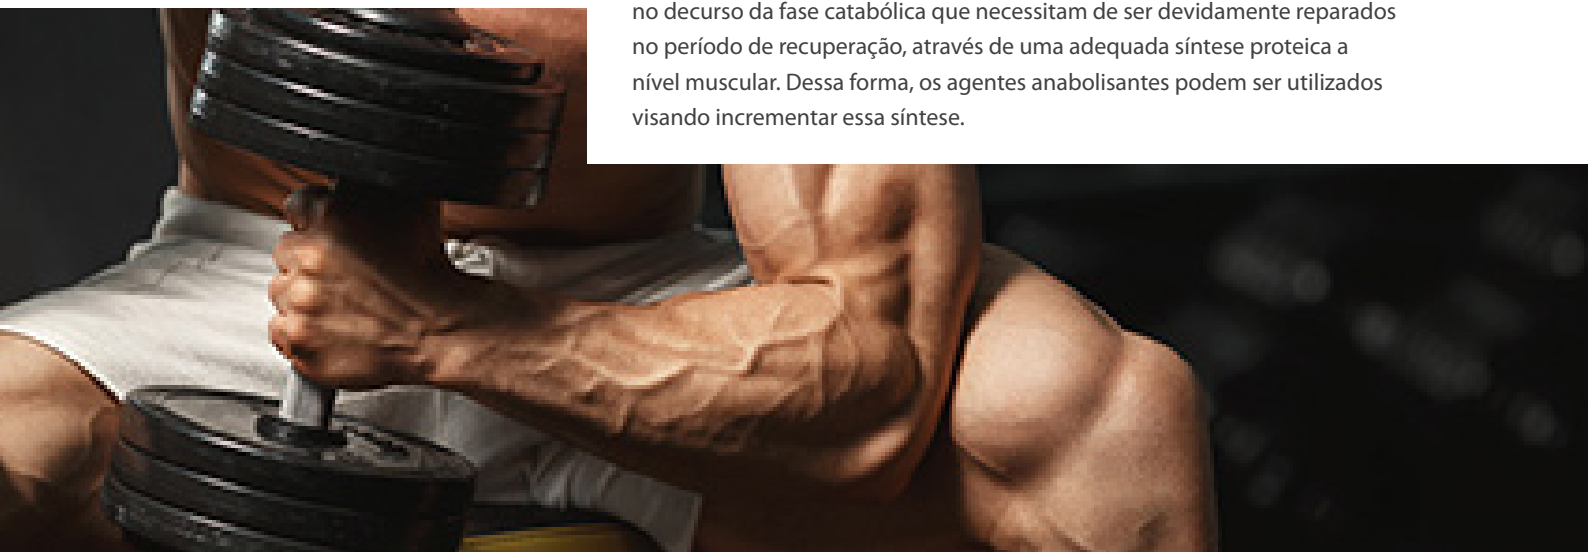 no decurso da fase catabólica que necessitam de ser devidamente reparados
no período de recuperação, através de uma adequada síntese proteica a
nível muscular. Dessa forma, os agentes anabolisantes podem ser utilizados
visando incrementar essa síntese.